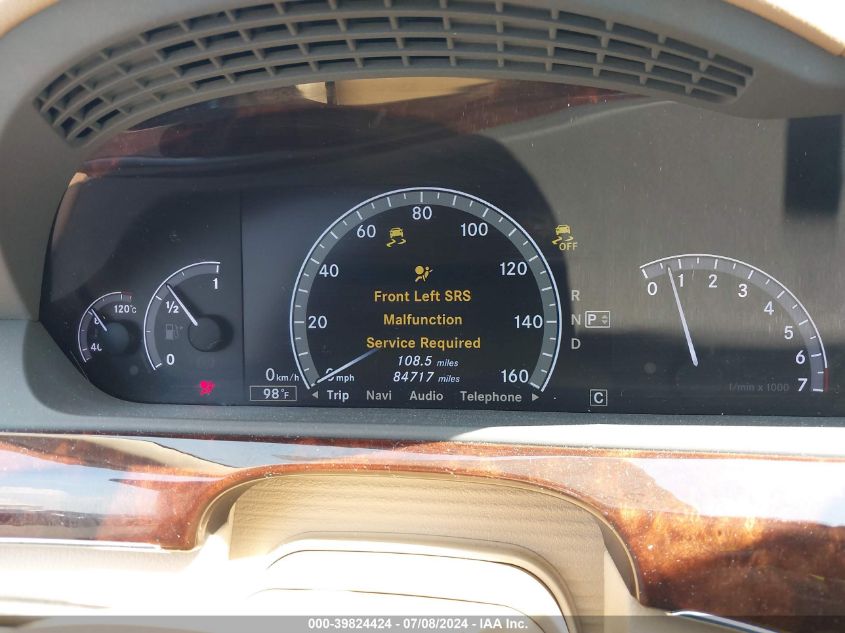 80
60
100
OFF
40
120
1
120°C
½
8
40
0
20
140
0 mph
160
Front Left SRS
Malfunction
Service Required
108.5 miles
84717 miles
0 km/h
98°F
Trip Navi Audio Telephone
R
N P
D
C
0 1 2 3 4 5 6 7
l/min x 1000
000-39824424 / 07/08/2024 - IAA Inc.